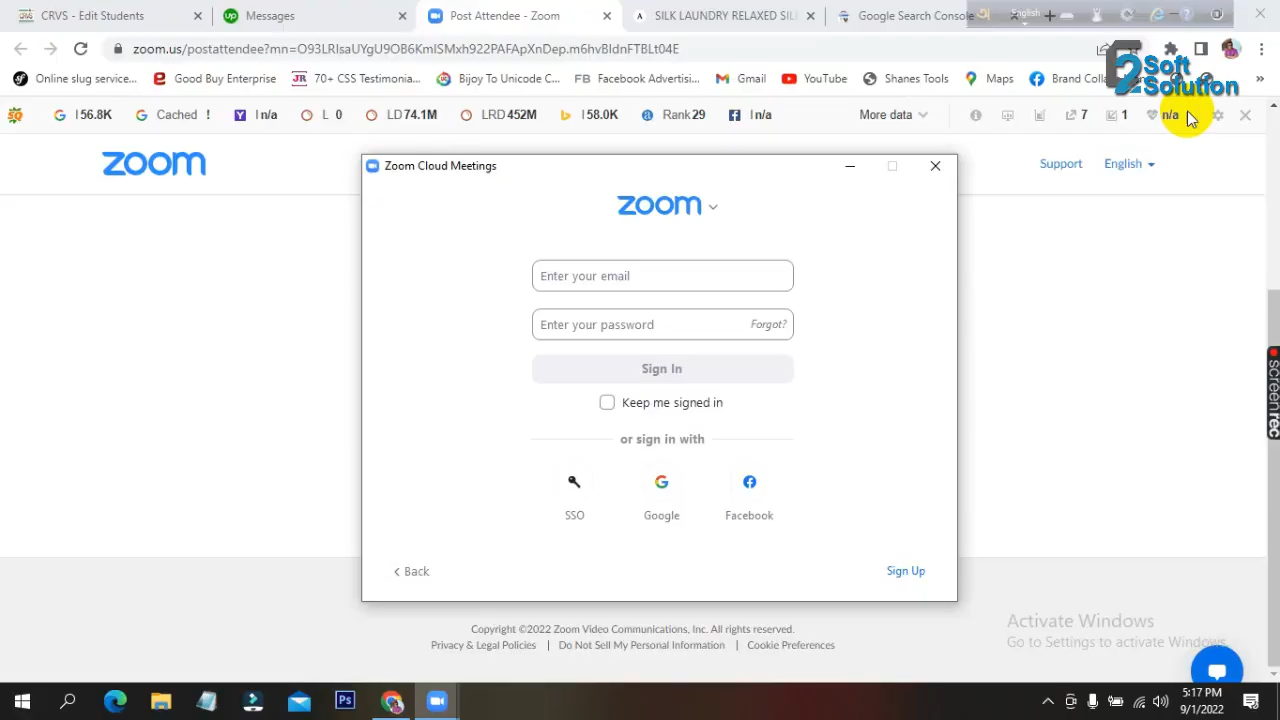 CRVS - Edit Students
Messages
Post Attendee - Zoom
SILK LAUNDRY RELAXED SIL
Google Search Console
English
zoom.us/postattendee?mn=O93LRIsaUYgU9OB6KmISMxh922PAFApXnDep.m6hvBIdnFTBLt04E
Online slug service...
Good Buy Enterprise
70+ CSS Testimonia...
Bijoy To Unicode C...
FB Facebook Advertisi...
Gmail
YouTube
Shanes Tools
Maps
Brand Colla
2 Soft
Solution
I 56.8K
Cached !
I n/a
L 0
LD 74.1M
LRD 452M
I 58.0K
Rank 29
I n/a
More data
7
1
n/a
zoom
Support
English
Zoom Cloud Meetings
zoom
Enter your email
Enter your password
Forgot?
Sign In
Keep me signed in
or sign in with
SSO
Google
Facebook
Back
Sign Up
Copyright ©2022 Zoom Video Communications, Inc. All rights reserved.
Privacy & Legal Policies | Do Not Sell My Personal Information | Cookie Preferences
Activate Windows
Go to Settings to activate Windows.
screenrec
Ps
5:17 PM
9/1/2022